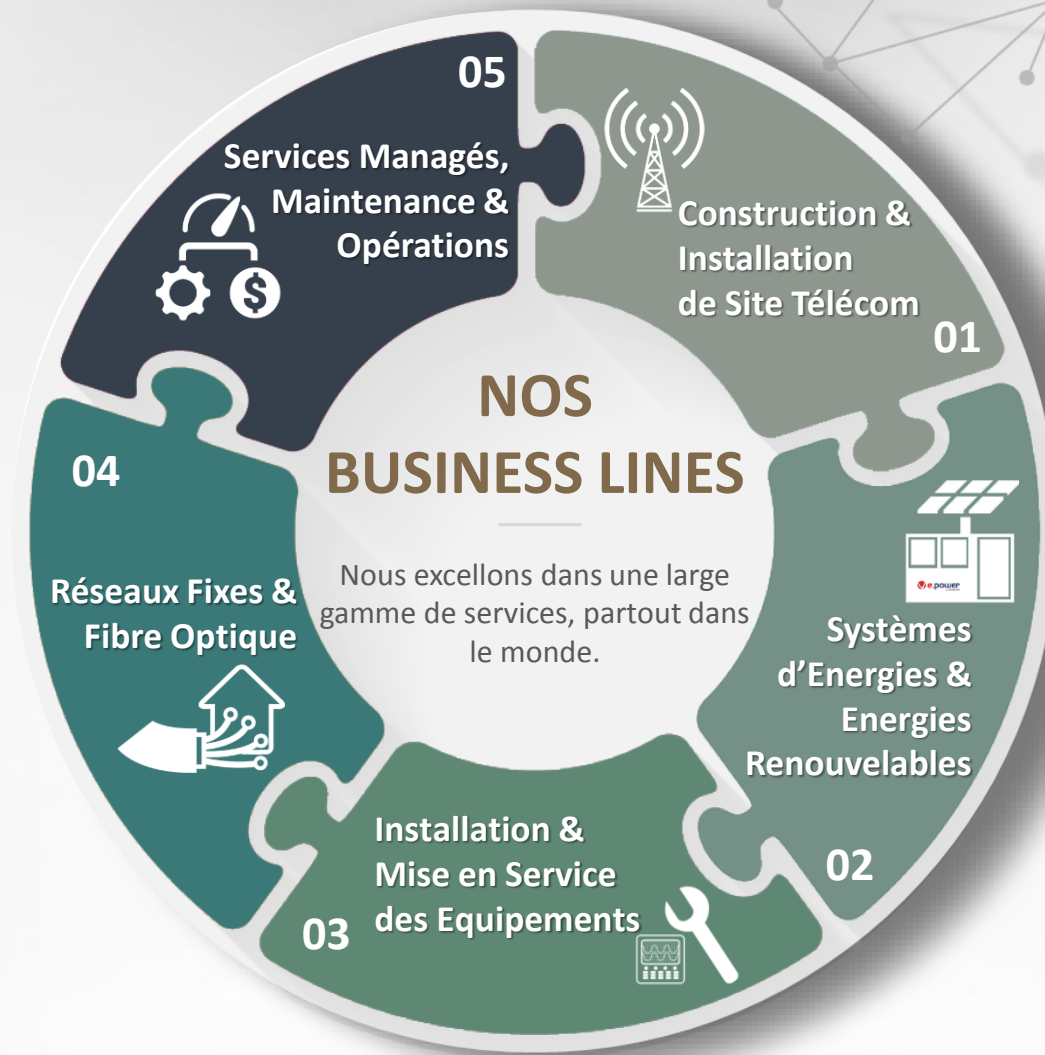 NOS
BUSINESS LINES
Nous excellons dans une large
gamme de services, partout dans
le monde.
Construction &
Installation
de Site Télécom
01
e.power
Systèmes
d’Energies &
Energies
Renouvelables
02
Installation &
Mise en Service
des Equipements
03
04
Réseaux Fixes &
Fibre Optique
05
Services Managés,
Maintenance &
Opérations
$